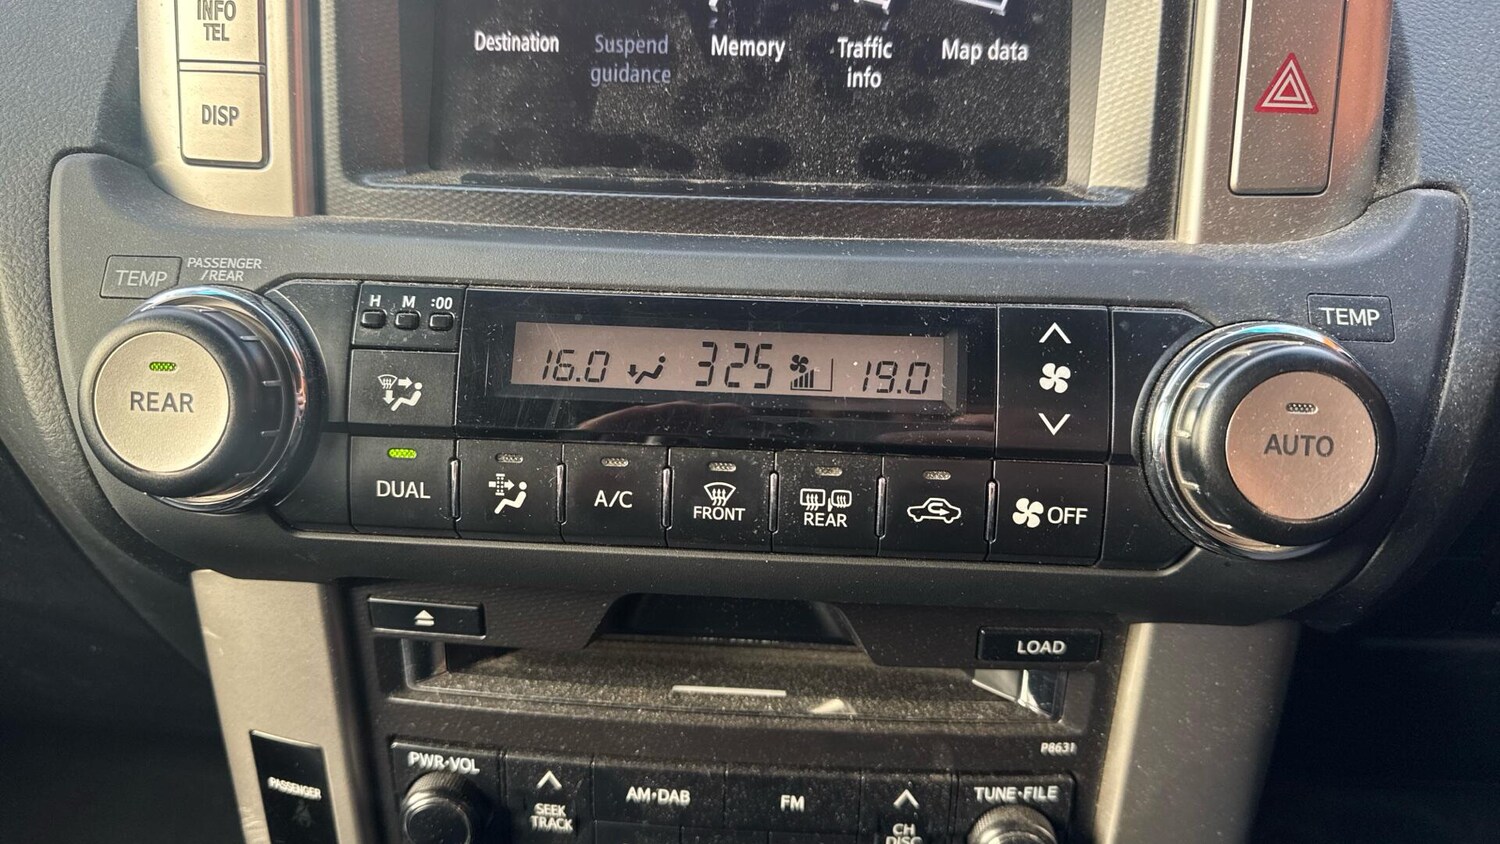 INFO
TEL
DISP
Destination
Suspend
guidance
Memory
Traffic
info
Map data
TEMP
PASSENGER
/REAR
H M :00
TEMP
REAR
16.0
325
19.0
AUTO
DUAL
A/C
FRONT
REAR
OFF
LOAD
P8631
PASSENGER
PWR·VOL
SEEK
TRACK
AM·DAB
FM
CH
DISC
TUNE·FILE